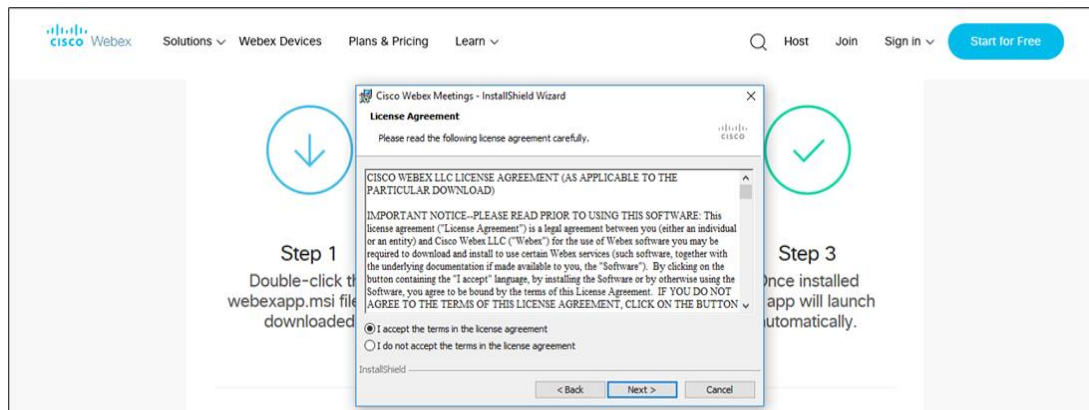 CISCO Webex
Solutions
Webex Devices
Plans & Pricing
Learn
Host
Join
Sign in
Start for Free
Cisco Webex Meetings - InstallShield Wizard
License Agreement
Please read the following license agreement carefully.
CISCO
CISCO WEBEX LLC LICENSE AGREEMENT (AS APPLICABLE TO THE
PARTICULAR DOWNLOAD)
IMPORTANT NOTICE--PLEASE READ PRIOR TO USING THIS SOFTWARE: This
license agreement ("License Agreement") is a legal agreement between you (either an individual
or an entity) and Cisco Webex LLC ("Webex") for the use of Webex software you may be
required to download and install to use certain Webex services (such software, together with
the underlying documentation if made available to you, the "Software"). By clicking on the
button containing the "I accept" language, by installing the Software or by otherwise using the
Software, you agree to be bound by the terms of this License Agreement. IF YOU DO NOT
AGREE TO THE TERMS OF THIS LICENSE AGREEMENT, CLICK ON THE BUTTON
I accept the terms in the license agreement
I do not accept the terms in the license agreement
InstallShield
< Back
Next >
Cancel
Step 1
Double-click
webexapp.msi
downloaded
Step 3
installed
app will launch
automatically.